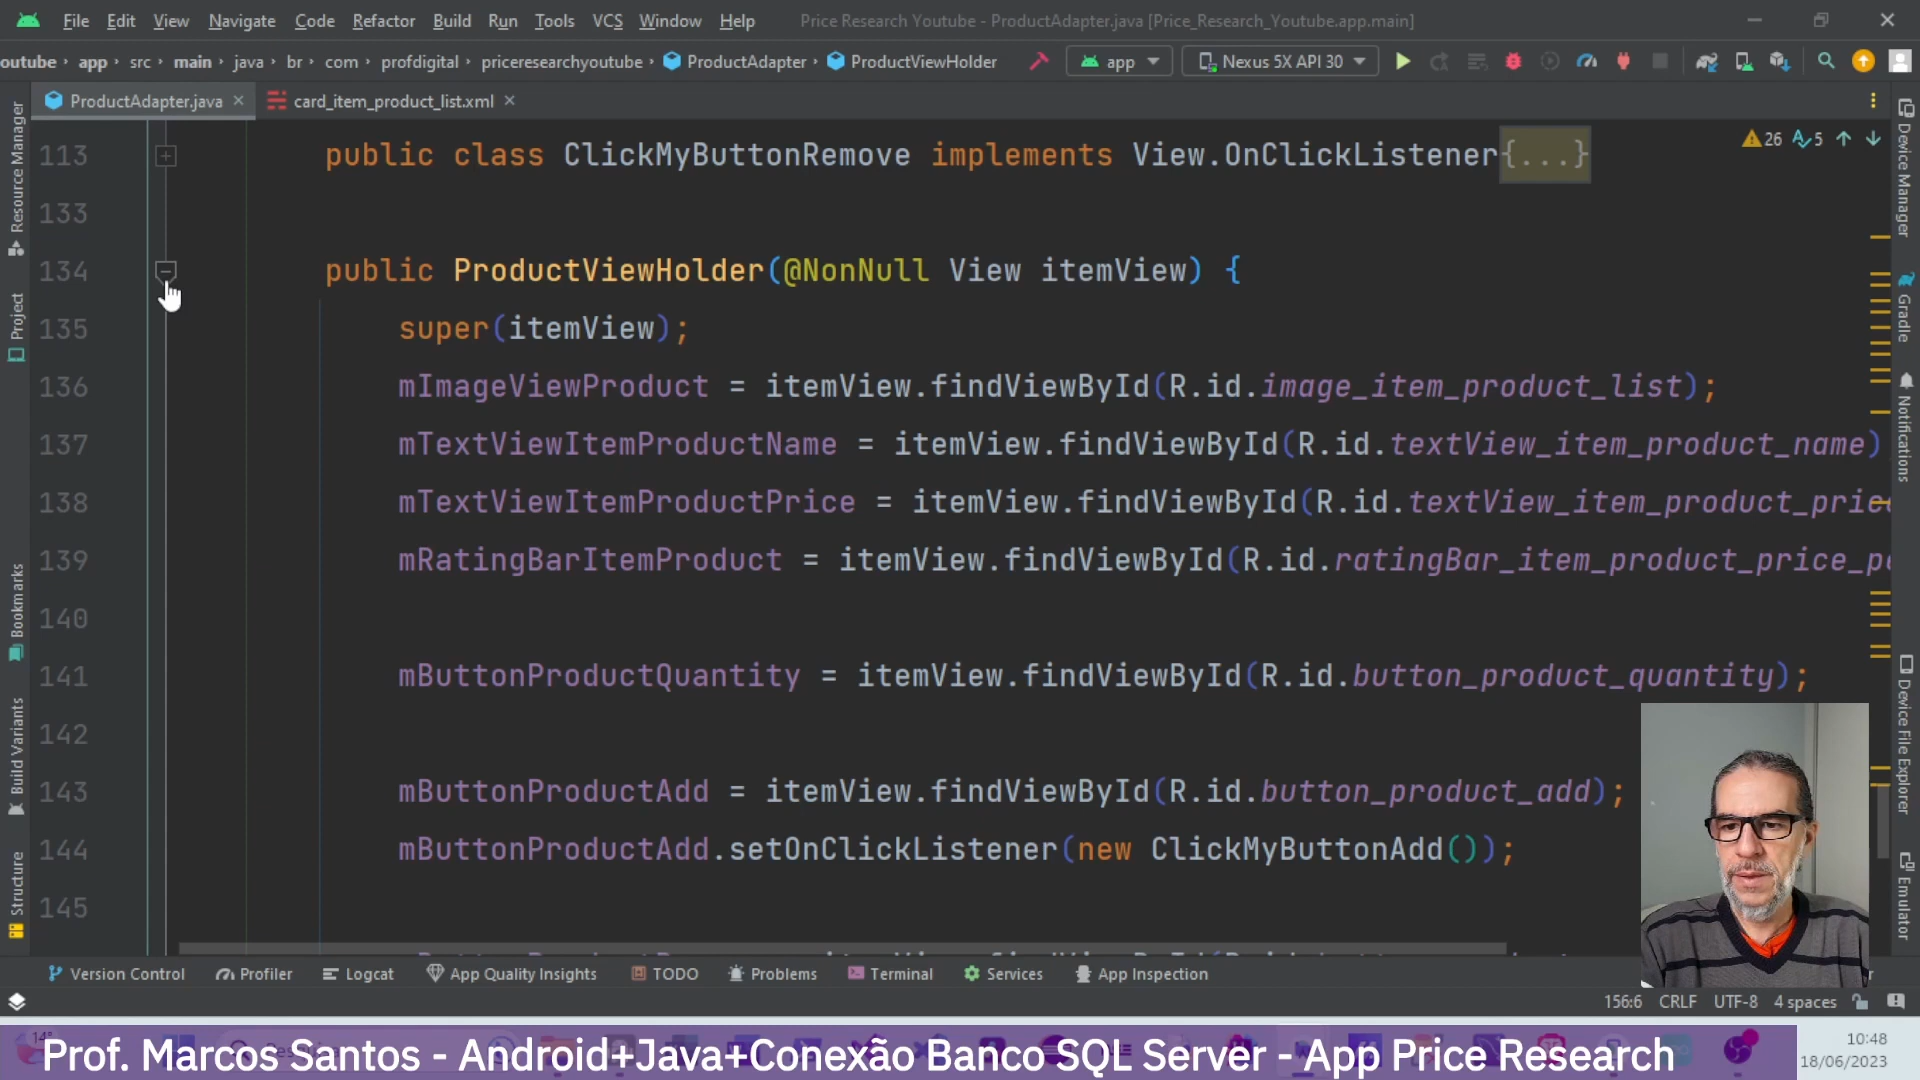 File Edit View Navigate Code Refactor Build Run Tools VCS Window Help Price Research Youtube - ProductAdapter.java [Price_Research_Youtube.app.main]
outube app src main java br com profdigital priceresearchyoutube ProductAdapter ProductViewHolder app Nexus 5X API 30
ProductAdapter.java card_item_product_list.xml
113 public class ClickMyButtonRemove implements View.OnClickListener{...} 26 5
133
134 public ProductViewHolder(@NonNull View itemView) {
135 super(itemView);
136 mImageViewProduct = itemView.findViewById(R.id.image_item_product_list);
137 mTextViewItemProductName = itemView.findViewById(R.id.textView_item_product_name)
138 mTextViewItemProductPrice = itemView.findViewById(R.id.textView_item_product_price
139 mRatingBarItemProduct = itemView.findViewById(R.id.ratingBar_item_product_price_p
140
141 mButtonProductQuantity = itemView.findViewById(R.id.button_product_quantity);
142
143 mButtonProductAdd = itemView.findViewById(R.id.button_product_add);
144 mButtonProductAdd.setOnClickListener(new ClickMyButtonAdd());
145
Resource Manager
Project
Bookmarks
Build Variants
Structure
Device Manager
Gradle
Notifications
Device File Explorer
Emulator
Version Control Profiler Logcat App Quality Insights TODO Problems Terminal Services App Inspection
156:6 CRLF UTF-8 4 spaces
Prof. Marcos Santos - Android+Java+Conexão Banco SQL Server - App Price Research
10:48
18/06/2023